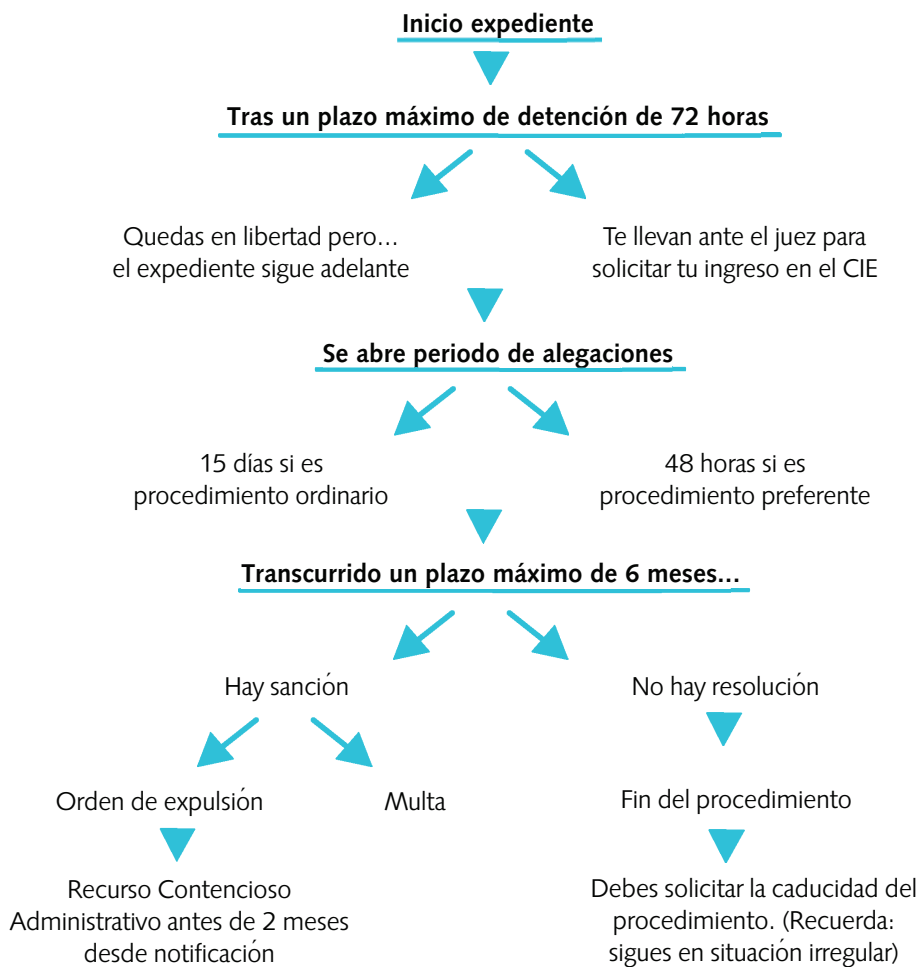 Inicio expediente
Tras un plazo máximo de detención de 72 horas
Quedas en libertad pero...
el expediente sigue adelante
Te llevan ante el juez para
solicitar tu ingreso en el CIE
Se abre periodo de alegaciones
15 días si es
procedimiento ordinario
48 horas si es
procedimiento preferente
Transcurrido un plazo máximo de 6 meses...
Hay sanción
No hay resolución
Orden de expulsión
Multa
Fin del procedimiento
Recurso Contencioso
Administrativo antes de 2 meses
desde notificación
Debes solicitar la caducidad del
procedimiento. (Recuerda:
sigues en situación irregular)